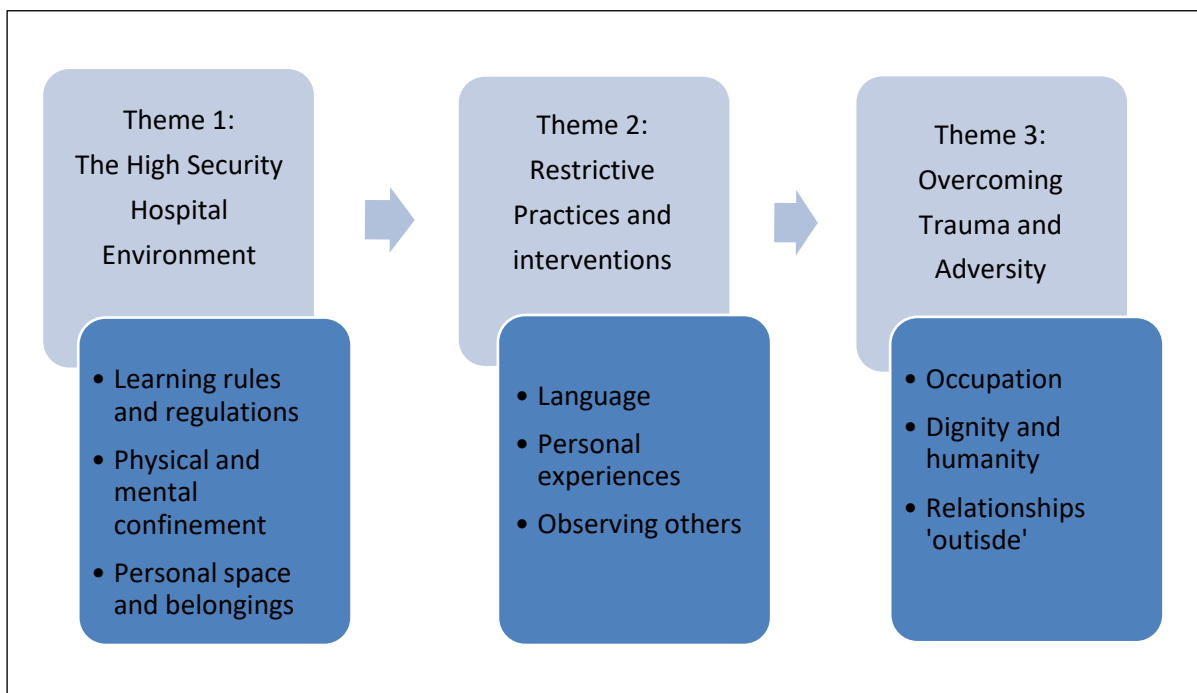 Theme 1:
The High Security
Hospital
Environment
• Learning rules
and regulations
• Physical and
mental
confinement
• Personal space
and belongings
Theme 2:
Restrictive
Practices and
interventions
• Language
• Personal
experiences
• Observing others
Theme 3:
Overcoming
Trauma and
Adversity
• Occupation
• Dignity and
humanity
• Relationships
'outisde'